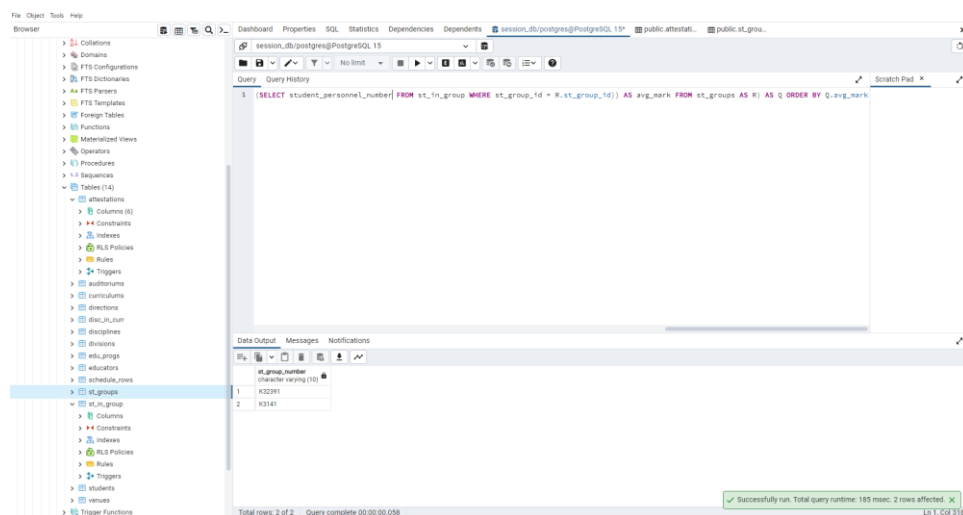 File Object Tools Help
Browser
Dashboard Properties SQL Statistics Dependencies Dependents session_db/postgres@PostgreSQL 15* public.attestati... public.st_grou...
Collations
Domains
FTS Configurations
FTS Dictionaries
FTS Parsers
FTS Templates
Foreign Tables
Functions
Materialized Views
Operators
Procedures
Sequences
Tables (14)
attestations
Columns (6)
Constraints
Indexes
RLS Policies
Rules
Triggers
auditoriums
curriculums
directions
disc_in_curr
disciplines
divisions
edu_progs
educators
schedule_rows
st_groups
st_in_group
Columns
Constraints
Indexes
RLS Policies
Rules
Triggers
students
venues
Trigger Functions
session_db/postgres@PostgreSQL 15
No limit
Query Query History
Scratch Pad
1 (SELECT student_personnel_number FROM st_in_group WHERE st_group_id = R.st_group_id)) AS avg_mark FROM st_groups AS R) AS Q ORDER BY Q.avg_mark
Data Output Messages Notifications
st_group_number
character varying (10)
1 K32391
2 K3141
Successfully run. Total query runtime: 185 msec. 2 rows affected.
Total rows: 2 of 2 Query complete 00:00:00.058
Ln 1, Col 316